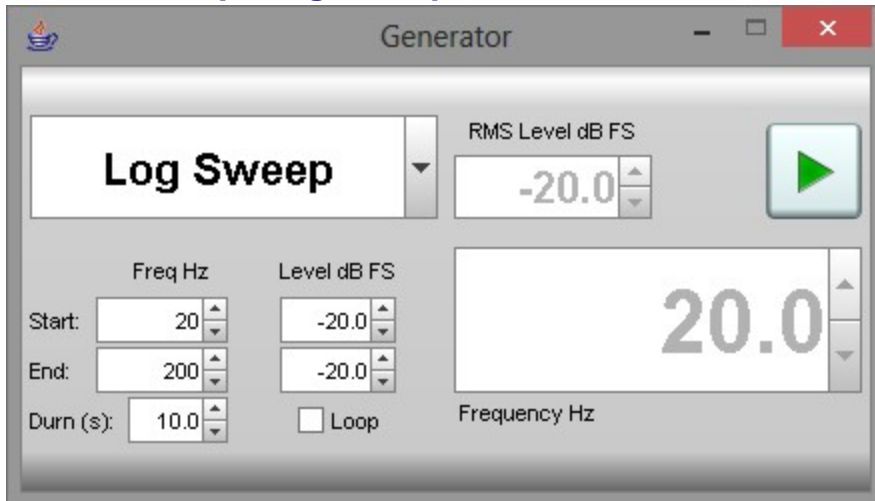 Generator
RMS Level dB FS
Log Sweep
-20.0
Freq Hz Level dB FS
Start: 20 -20.0
20.0
End: 200 -20.0
Durn (s): 10.0 Loop
Frequency Hz